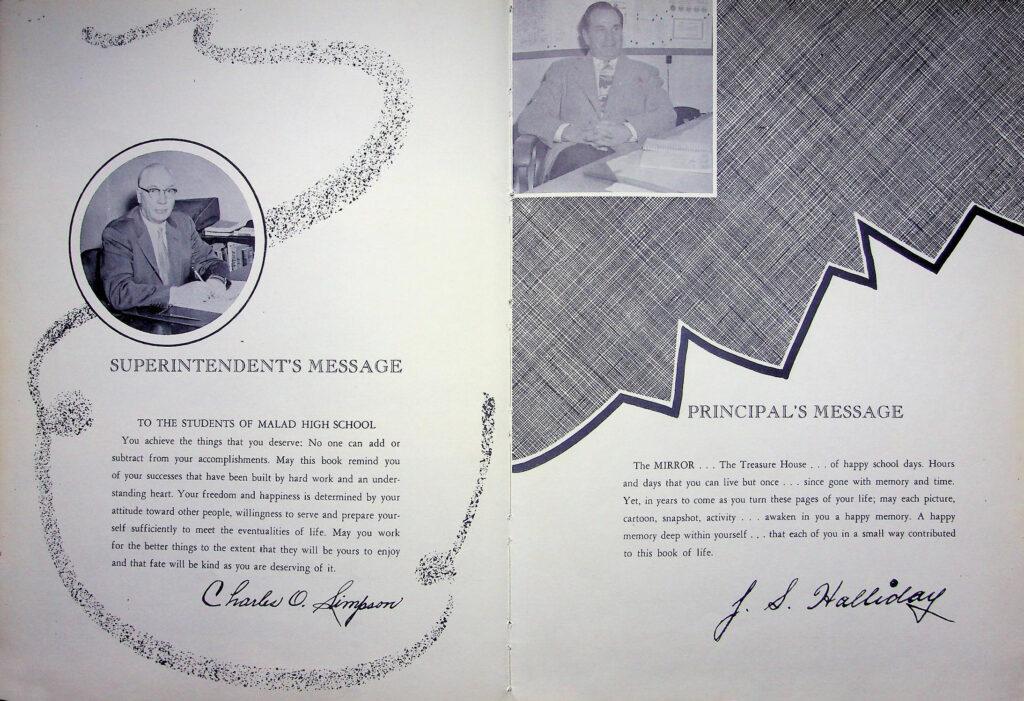 SUPERINTENDENT'S MESSAGE
TO THE STUDENTS OF MALAD HIGH SCHOOL
You achieve the things that you deserve: No one can add or
subtract from your accomplishments. May this book remind you
of your successes that have been built by hard work and an under-
standing heart. Your freedom and happiness is determined by your
attitude toward other people, willingness to serve and prepare your-
self sufficiently to meet the eventualities of life. May you work
for the better things to the extent that they will be yours to enjoy
and that fate will be kind as you are deserving of it.
Charles O. Simpson
PRINCIPAL'S MESSAGE
The MIRROR . . . The Treasure House . . . of happy school days. Hours
and days that you can live but once . . . since gone with memory and time.
Yet, in years to come as you turn these pages of your life; may each picture,
cartoon, snapshot, activity . . . awaken in you a happy memory. A happy
memory deep within yourself . . . that each of you in a small way contributed
to this book of life.
J. S. Halliday